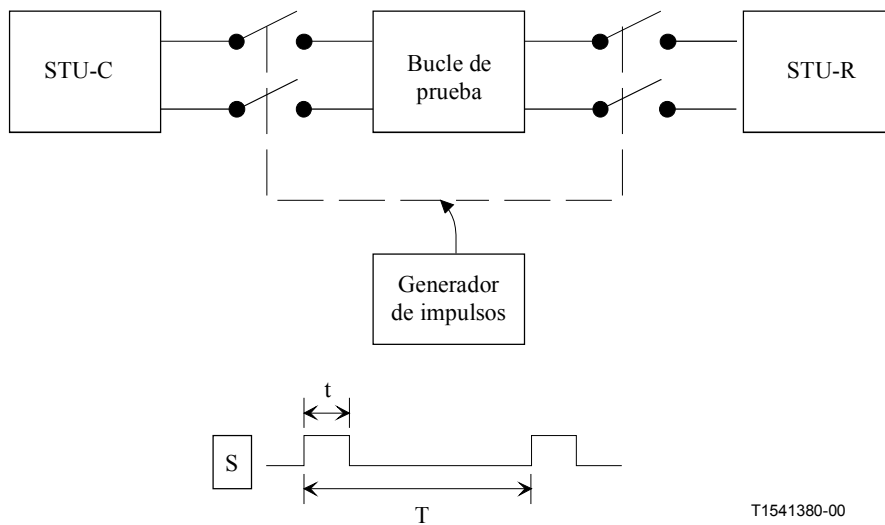 STU-C
Bucle de
prueba
STU-R
Generador
de impulsos
t
S
T
T1541380-00